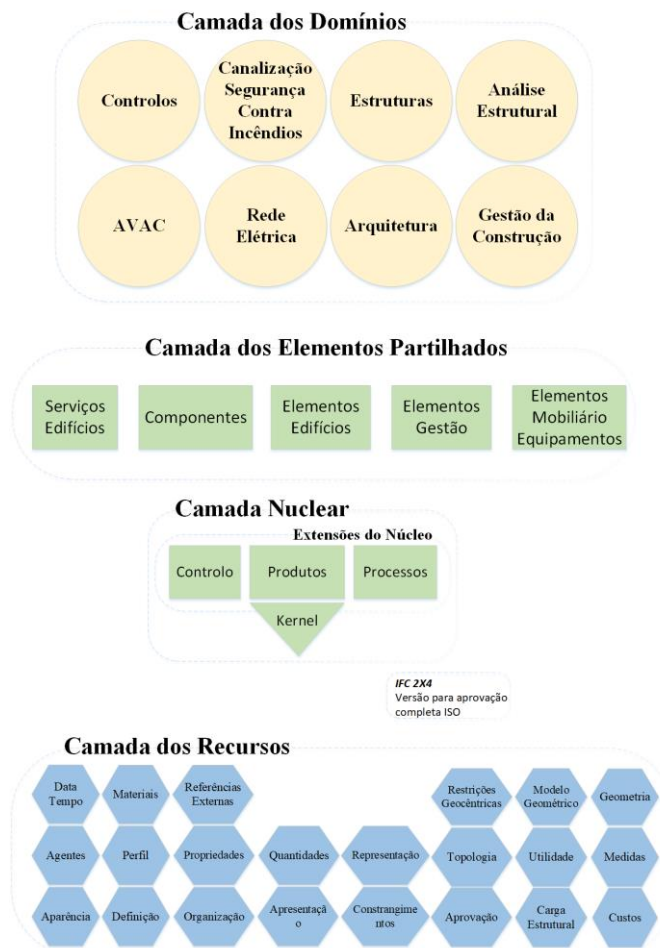 Camada dos Domínios
Controlos
Canalização
Segurança
Contra
Incêndios
Estruturas
Análise
Estrutural
AVAC
Rede
Elétrica
Arquitetura
Gestão da
Construção
Camada dos Elementos Partilhados
Serviços
Edifícios
Componentes
Elementos
Edifícios
Elementos
Gestão
Elementos
Mobiliário
Equipamentos
Camada Nuclear
Extensões do Núcleo
Controlo
Produtos
Processos
Kernel
IFC 2X4
Versão para aprovação
completa ISO
Camada dos Recursos
Data
Tempo
Materiais
Referências
Externas
Restrições
Geocêntricas
Modelo
Geométrico
Geometria
Agentes
Perfil
Propriedades
Quantidades
Representação
Topologia
Utilidade
Medidas
Aparência
Definição
Organização
Apresentaçã
o
Constrangime
ntos
Aprovação
Carga
Estrutural
Custos